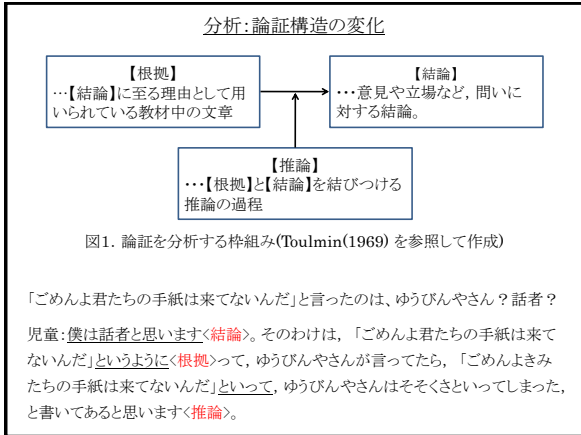 分析：論証構造の変化
【根拠】
…【結論】に至る理由として用
いられている教材中の文章
【結論】
・・・意見や立場など，問いに
対する結論。
【推論】
・・・【根拠】と【結論】を結びつける
推論の過程
図1．論証を分析する枠組み(Toulmin(1969) を参照して作成)
「ごめんよ君たちの手紙は来てないんだ」と言ったのは、ゆうびんやさん？話者？
児童：僕は話者と思います<結論>。そのわけは，「ごめんよ君たちの手紙は来て
ないんだ」というように<根拠>って，ゆうびんやさんが言ってたら，「ごめんよきみ
たちの手紙は来てないんだ」といって，ゆうびんやさんはそそくさといってしまった，
と書いてあると思います<推論>。